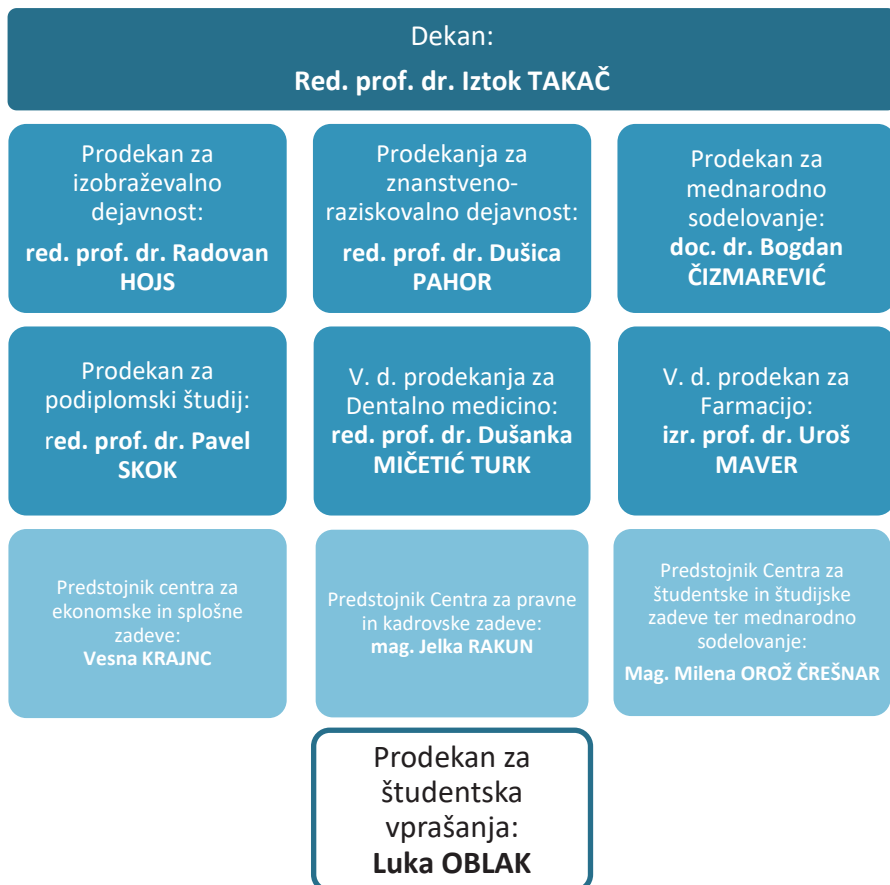 Dekan:
Red. prof. dr. Iztok TAKAČ
Prodekan za
izobraževalno
dejavnost:
red. prof. dr. Radovan
HOJS
Prodekanja za
znanstveno-
raziskovalno dejavnost:
red. prof. dr. Dušica
PAHOR
Prodekan za
mednarodno
sodelovanje:
doc. dr. Bogdan
ČIZMAREVIĆ
Prodekan za
podiplomski študij:
red. prof. dr. Pavel
SKOK
V. d. prodekanja za
Dentalno medicino:
red. prof. dr. Dušanka
MIČETIĆ TURK
V. d. prodekan za
Farmacijo:
izr. prof. dr. Uroš
MAVER
Predstojnik centra za
ekonomske in splošne
zadeve:
Vesna KRAJNC
Predstojnik Centra za pravne
in kadrovske zadeve:
mag. Jelka RAKUN
Predstojnik Centra za
študentske in študijske
zadeve ter mednarodno
sodelovanje:
Mag. Milena OROŽ ČREŠNAR
Prodekan za
študentska
vprašanja:
Luka OBLAK